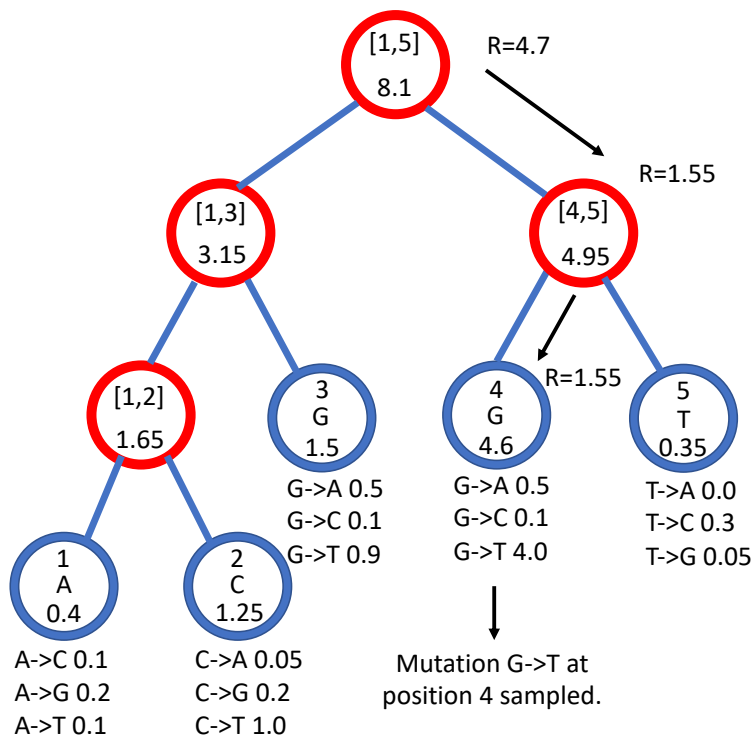 [1,5]
8.1
R=4.7
R=1.55
[1,3]
3.15
[4,5]
4.95
R=1.55
[1,2]
1.65
3
G
1.5
G->A 0.5
G->C 0.1
G->T 0.9
4
G
4.6
G->A 0.5
G->C 0.1
G->T 4.0
5
T
0.35
T->A 0.0
T->C 0.3
T->G 0.05
1
A
0.4
A->C 0.1
A->G 0.2
A->T 0.1
2
C
1.25
C->A 0.05
C->G 0.2
C->T 1.0
Mutation G->T at
position 4 sampled.